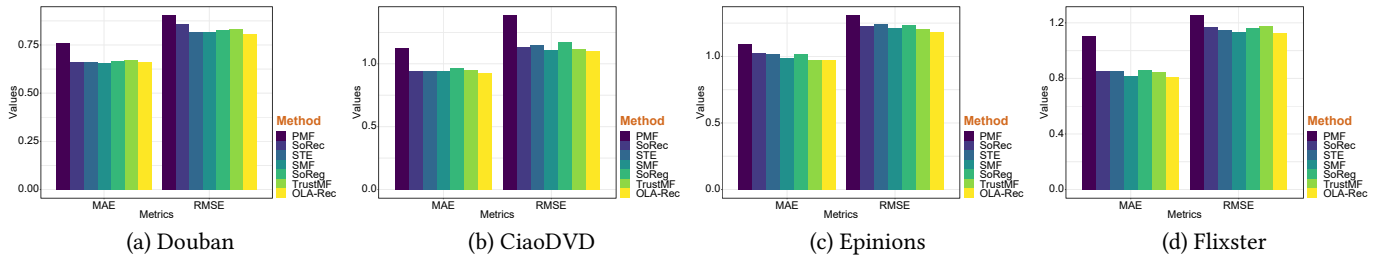 Values
0.75
0.50
0.25
0.00
MAE
RMSE
Metrics
Method
PMF
SoRec
STE
SMF
SoReg
TrustMF
OLA-Rec
(a) Douban
Values
1.0
0.5
0.0
MAE
RMSE
Metrics
Method
PMF
SoRec
STE
SMF
SoReg
TrustMF
OLA-Rec
(b) CiaoDVD
Values
1.0
0.5
0.0
MAE
RMSE
Metrics
Method
PMF
SoRec
STE
SMF
SoReg
TrustMF
OLA-Rec
(c) Epinions
Values
1.2
0.8
0.4
0.0
MAE
RMSE
Metrics
Method
PMF
SoRec
STE
SMF
SoReg
TrustMF
OLA-Rec
(d) Flixster